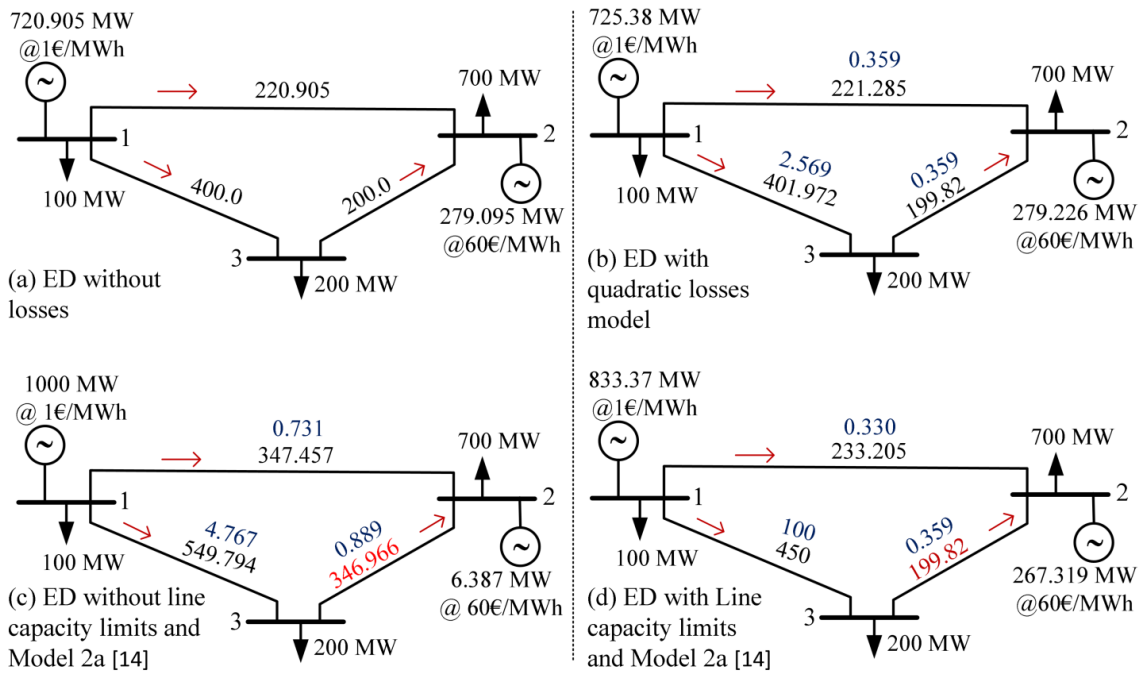 720.905 MW
@1€/MWh
~
220.905
700 MW
1
2
100 MW
400.0
200.0
~
279.095 MW
@60€/MWh
3
200 MW
(a) ED without
losses
725.38 MW
@1€/MWh
~
0.359
221.285
700 MW
1
2
100 MW
2.569
401.972
0.359
199.82
~
279.226 MW
@60€/MWh
3
200 MW
(b) ED with
quadratic losses
model
1000 MW
@ 1€/MWh
~
0.731
347.457
700 MW
1
2
100 MW
4.767
549.794
0.889
346.966
~
6.387 MW
@ 60€/MWh
3
200 MW
(c) ED without line
capacity limits and
Model 2a [14]
833.37 MW
@1€/MWh
~
0.330
233.205
700 MW
1
2
100 MW
100
450
0.359
199.82
~
267.319 MW
@60€/MWh
3
200 MW
(d) ED with Line
capacity limits
and Model 2a [14]